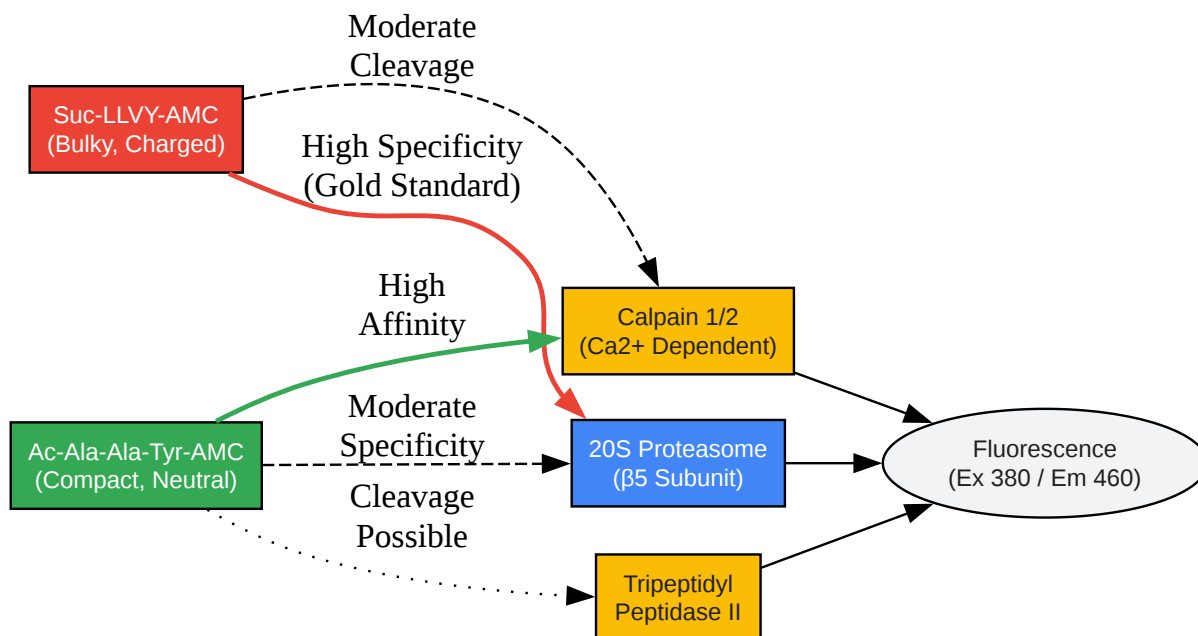 Moderate
Cleavage
Suc-LLVY-AMC
(Bulky, Charged)
High Specificity
(Gold Standard)
High
Affinity
Calpain 1/2
(Ca2+ Dependent)
Ac-Ala-Ala-Tyr-AMC
(Compact, Neutral)
Moderate
Specificity
20S Proteasome
(β5 Subunit)
Fluorescence
(Ex 380 / Em 460)
Cleavage
Possible
Tripeptidyl
Peptidase II